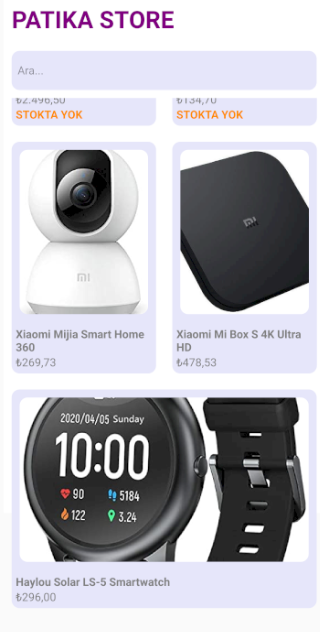 PATIKA STORE
Ara...
₺2.496,50
₺134,70
STOKTA YOK
STOKTA YOK
mi
mi
Xiaomi Mijia Smart Home
360
₺269,73
Xiaomi Mi Box S 4K Ultra
HD
₺478,53
2020/04/05 Sunday
10:00
90
5184
122
3.24
Haylou Solar LS-5 Smartwatch
₺296,00